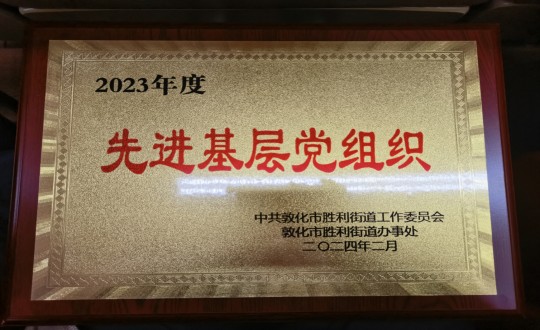 2023年度
先进基层党组织
中共敦化市胜利街道工作委员会
敦化市胜利街道办事处
二〇二四年二月